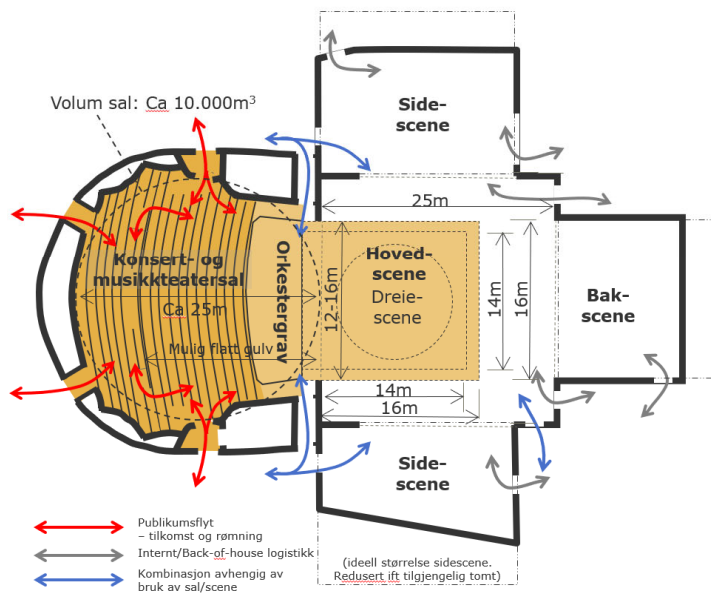 Volum sal: Ca 10.000m³
Side-
scene
25m
Konsert- og
musikkteatersal
Ca 25m
Mulig flatt gulv
Orkestergrav
12-16m
Hoved-
scene
Dreie-
scene
14m
16m
Bak-
scene
14m
16m
Side-
scene
Publikumsflyt
– tilkomst og rømning
Internt/Back-of-house logistikk
Kombinasjon avhengig av
bruk av sal/scene
(ideell størrelse sidescene.
Redusert ift tilgjengelig tomt)